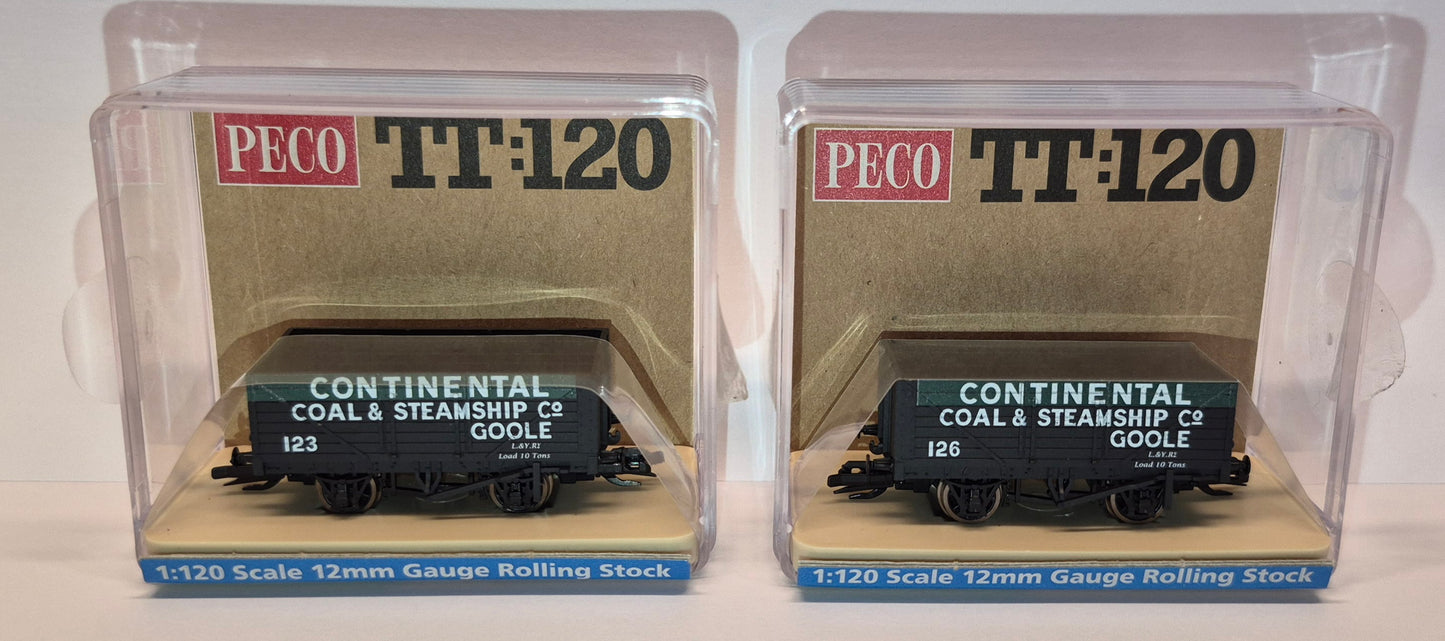 PECO TT:120
CONTINENTAL
COAL & STEAMSHIP Cº
GOOLE
123
L.&Y.RY
Load 10 Tons
1:120 Scale 12mm Gauge Rolling Stock
PECO TT:120
CONTINENTAL
COAL & STEAMSHIP Cº
GOOLE
126
L.&Y.RY
Load 10 Tons
1:120 Scale 12mm Gauge Rolling Stock